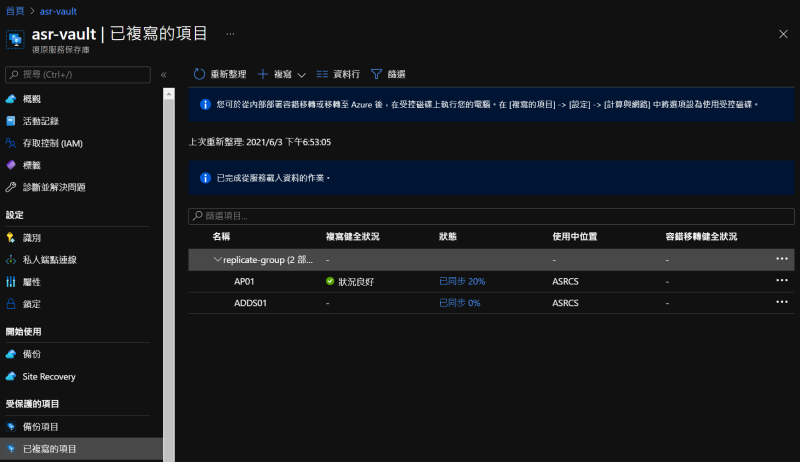 首頁 > asr-vault
asr-vault | 已複寫的項目 ...
復原服務保存庫
搜尋 (Ctrl+/)
概觀
活動記錄
存取控制 (IAM)
標籤
診斷並解決問題
設定
識別
私人端點連線
屬性
鎖定
開始使用
備份
Site Recovery
受保護的項目
備份項目
已複寫的項目
重新整理 複寫 資料行 篩選
您可於從內部部署容錯移轉或移轉至 Azure 後，在受控磁碟上執行您的電腦。在 [複寫的項目] -> [設定] -> [計算與網路] 中將選項設為使用受控磁碟。
上次重新整理: 2021/6/3 下午6:53:05
已完成從服務載入資料的作業。
篩選項目...
名稱 複寫健全狀況 狀態 使用中位置 容錯移轉健全狀況
replicate-group (2 部... - - - ...
AP01 狀況良好 已同步 20% ASRCS - ...
ADDS01 - 已同步 0% ASRCS - ...